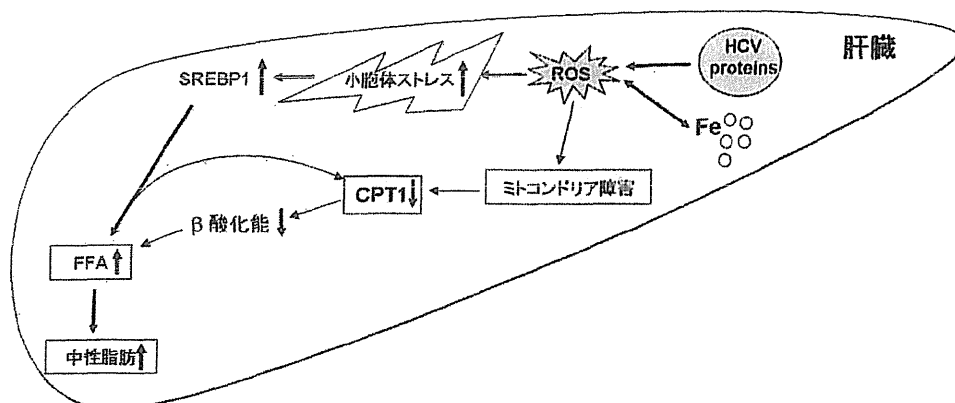 HCV
proteins
肝臓
SREBP1
小胞体ストレス
ROS
Fe
CPT1
ミトコンドリア障害
β酸化能
FFA
中性脂肪